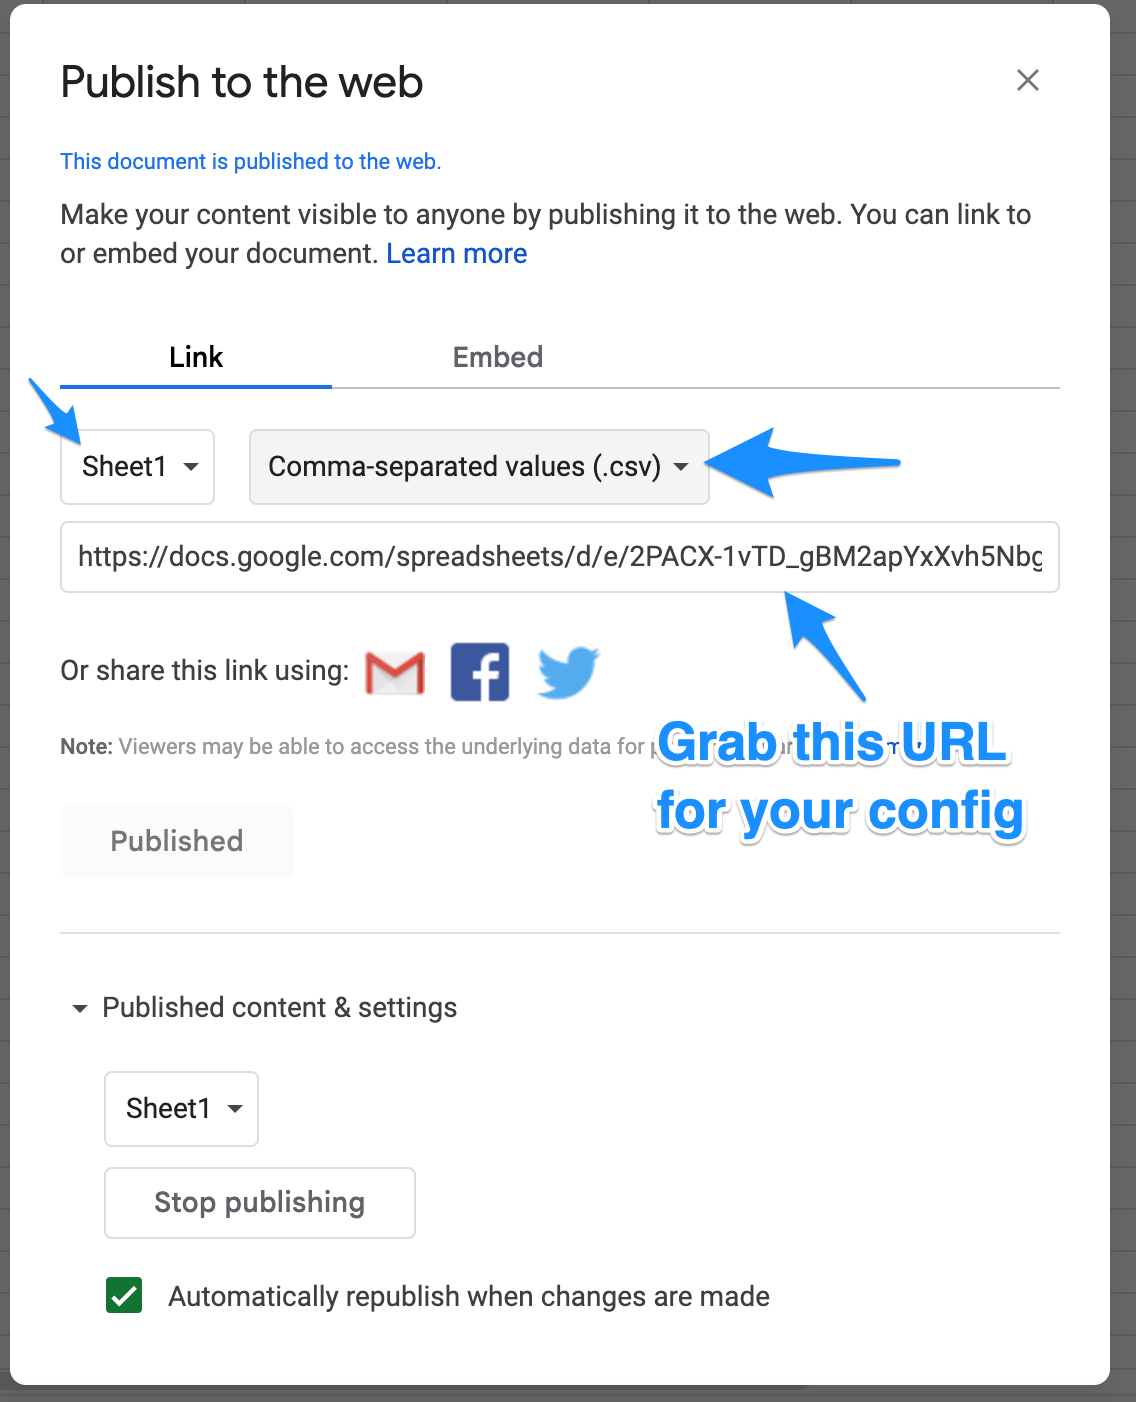 Publish to the web
This document is published to the web.
Make your content visible to anyone by publishing it to the web. You can link to
or embed your document. Learn more
Link Embed
Sheet1 Comma-separated values (.csv)
https://docs.google.com/spreadsheets/d/e/2PACX-1vTD_gBM2apYxXvh5Nbg
Or share this link using:
Note: Viewers may be able to access the underlying data for
Grab this URL
for your config
Published
Published content & settings
Sheet1
Stop publishing
Automatically republish when changes are made